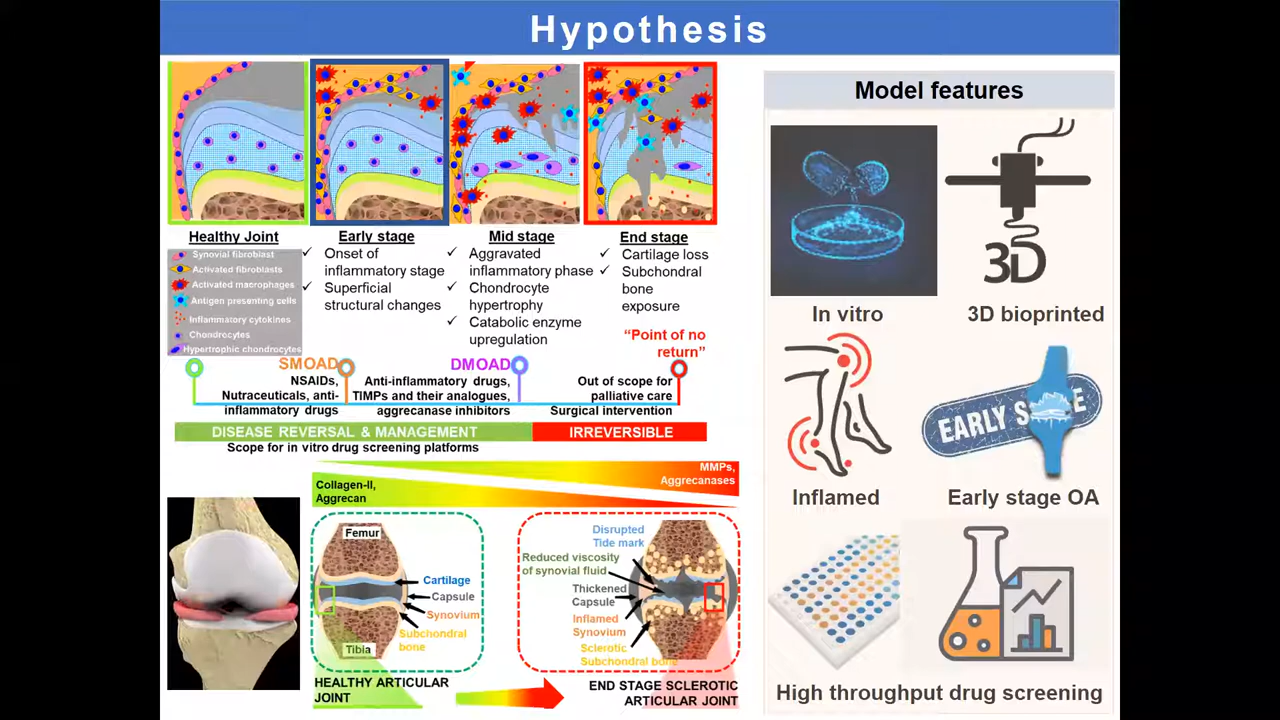 Hypothesis
Healthy Joint
Synovial fibroblast
Activated fibroblasts
Activated macrophages
Antigen presenting cells
Inflammatory cytokines
Chondrocytes
Hypertrophic chondrocytes
Early stage
✓ Onset of
inflammatory stage
✓ Superficial
structural changes
Mid stage
✓ Aggravated
inflammatory phase
✓ Chondrocyte
hypertrophy
✓ Catabolic enzyme
upregulation
End stage
✓ Cartilage loss
✓ Subchondral
bone
exposure
“Point of no
return”
SMOAD
NSAIDs,
Nutraceuticals, anti-
inflammatory drugs
DMOAD
Anti-inflammatory drugs,
TIMPs and their analogues,
aggrecanase inhibitors
Out of scope for
palliative care
Surgical intervention
DISEASE REVERSAL & MANAGEMENT
IRREVERSIBLE
Scope for in vitro drug screening platforms
Collagen-II,
Aggrecan
MMPs,
Aggrecanases
Femur
Cartilage
Capsule
Synovium
Subchondral
bone
Tibia
HEALTHY ARTICULAR
JOINT
Disrupted
Tide mark
Reduced viscosity
of synovial fluid
Thickened
Capsule
Inflamed
Synovium
Sclerotic
Subchondral bone
END STAGE SCLEROTIC
ARTICULAR JOINT
Model features
In vitro
3D
3D bioprinted
Inflamed
EARLY S E
Early stage OA
High throughput drug screening